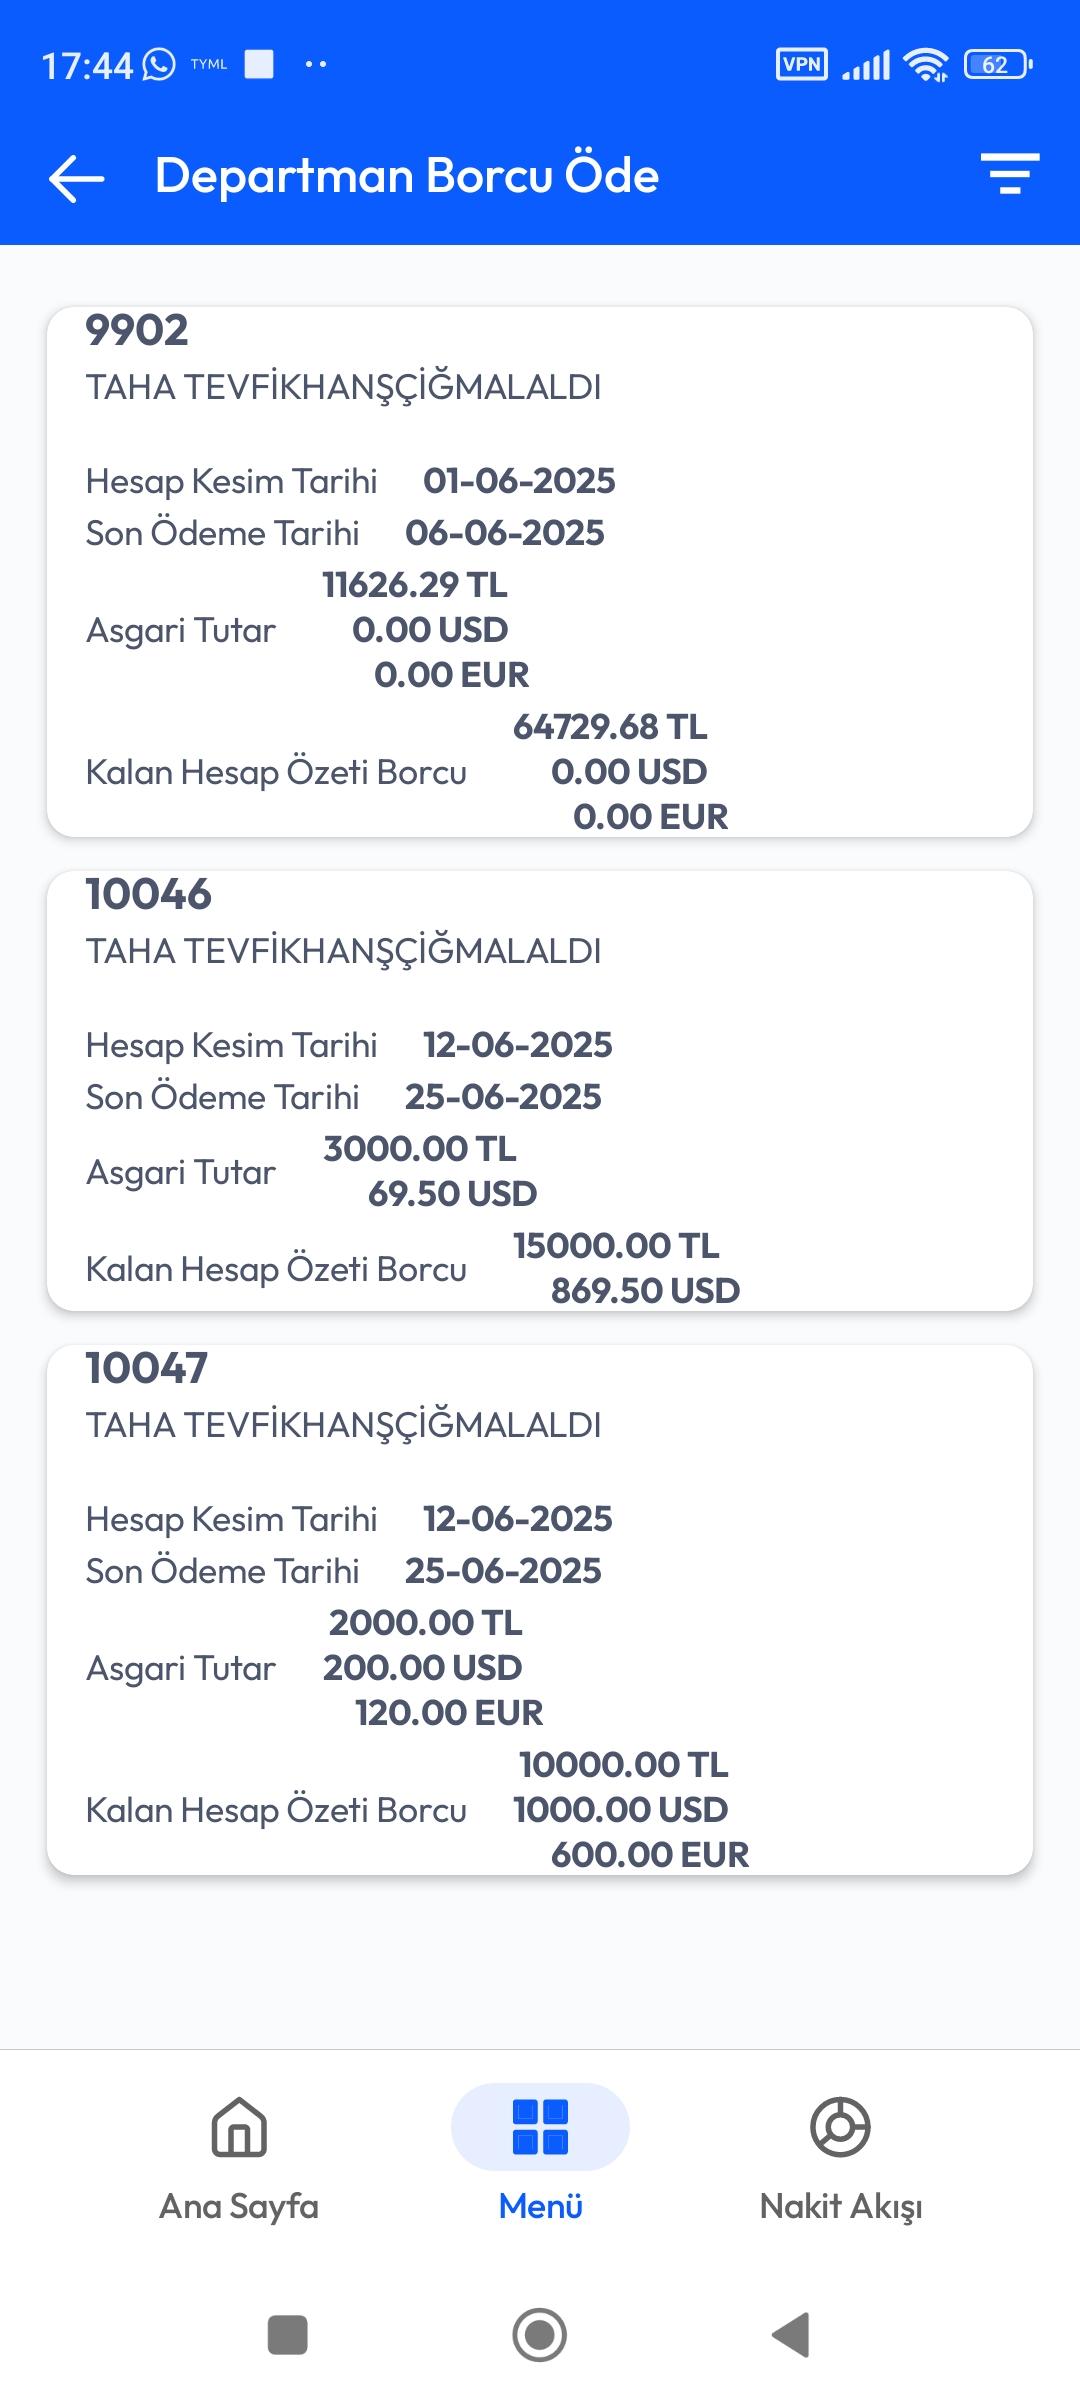 17:44 TYML VPN 62
Departman Borcu Öde
9902
TAHA TEVFİKHANŞÇİĞMALALDI
Hesap Kesim Tarihi 01-06-2025
Son Ödeme Tarihi 06-06-2025
11626.29 TL
Asgari Tutar 0.00 USD
0.00 EUR
64729.68 TL
Kalan Hesap Özeti Borcu 0.00 USD
0.00 EUR
10046
TAHA TEVFİKHANŞÇİĞMALALDI
Hesap Kesim Tarihi 12-06-2025
Son Ödeme Tarihi 25-06-2025
Asgari Tutar 3000.00 TL
69.50 USD
Kalan Hesap Özeti Borcu 15000.00 TL
869.50 USD
10047
TAHA TEVFİKHANŞÇİĞMALALDI
Hesap Kesim Tarihi 12-06-2025
Son Ödeme Tarihi 25-06-2025
2000.00 TL
Asgari Tutar 200.00 USD
120.00 EUR
10000.00 TL
Kalan Hesap Özeti Borcu 1000.00 USD
600.00 EUR
Ana Sayfa Menü Nakit Akışı